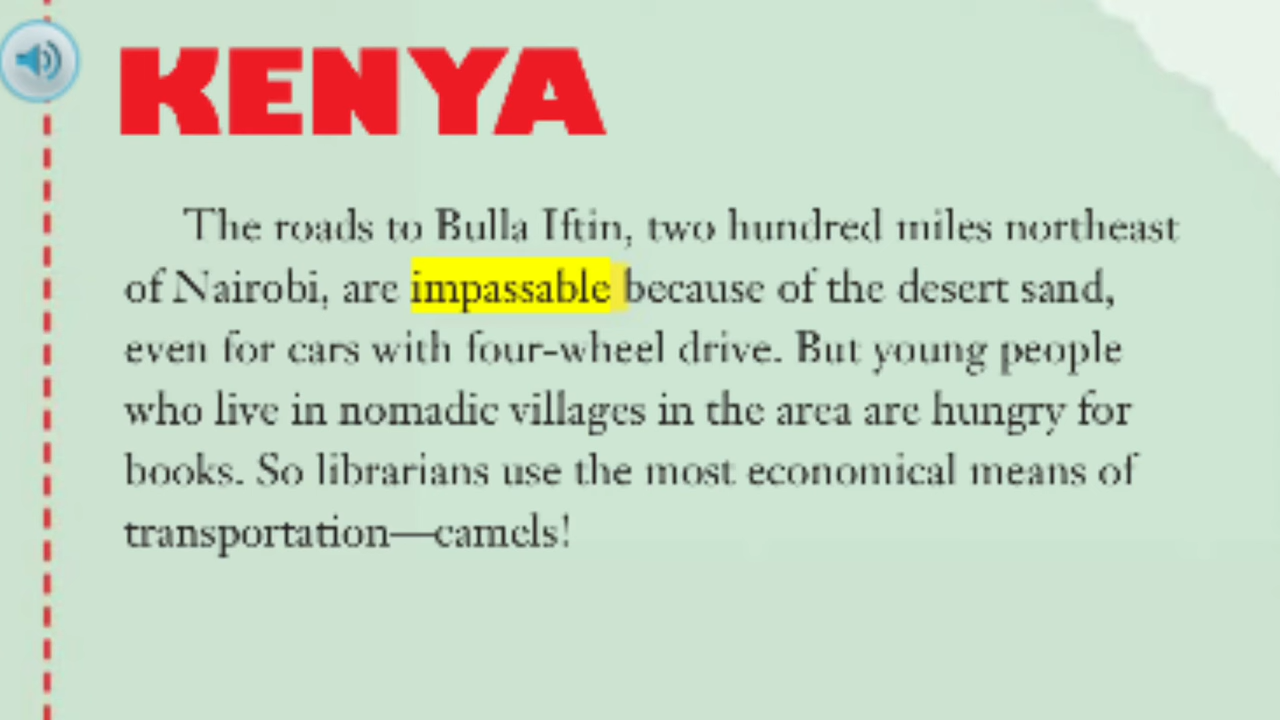 KENYA
The roads to Bulla Iftin, two hundred miles northeast
of Nairobi, are impassable because of the desert sand,
even for cars with four-wheel drive. But young people
who live in nomadic villages in the area are hungry for
books. So librarians use the most economical means of
transportation—camels!